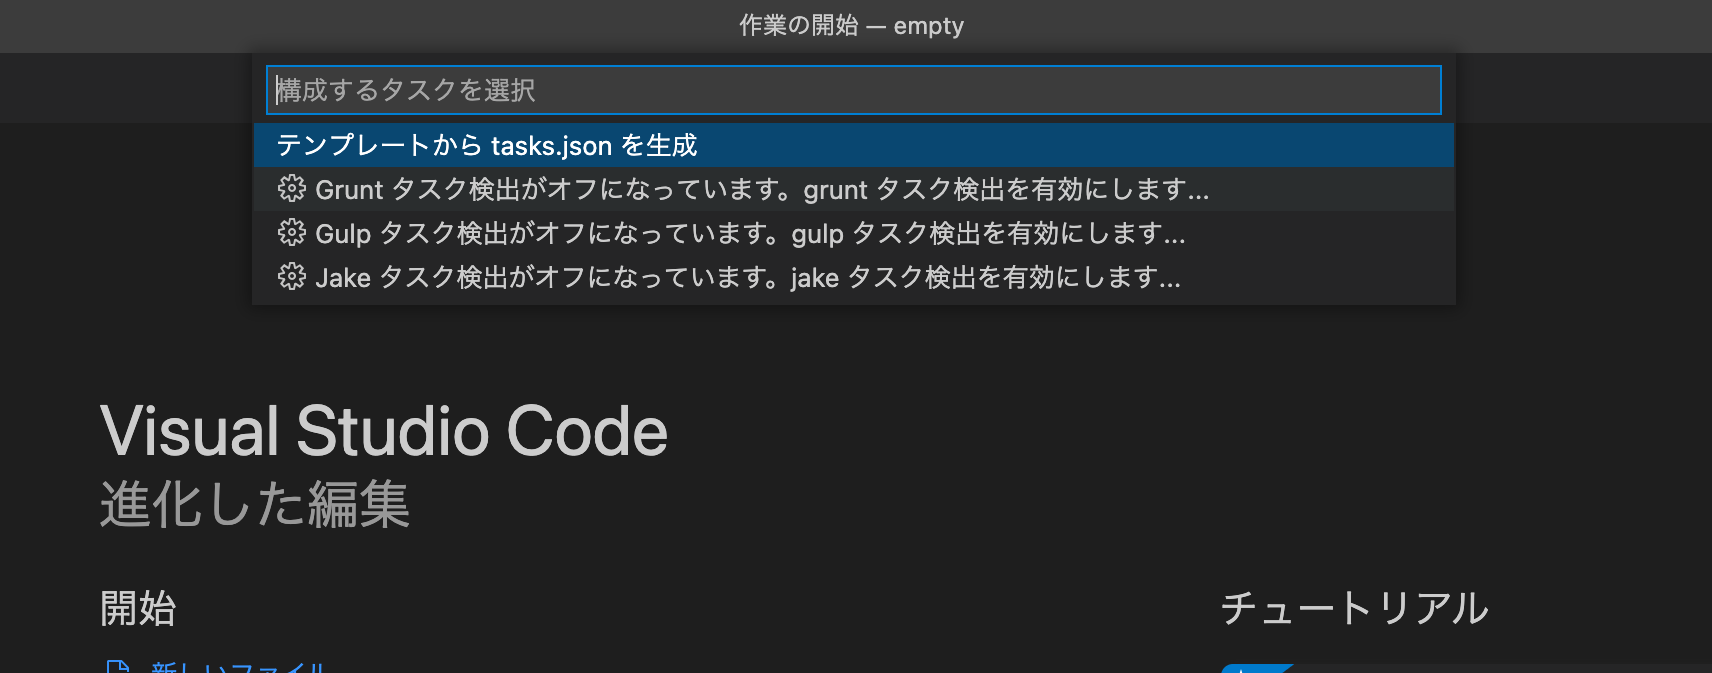 作業の開始 — empty
構成するタスクを選択
テンプレートから tasks.json を生成
Grunt タスク検出がオフになっています。grunt タスク検出を有効にします...
Gulp タスク検出がオフになっています。gulp タスク検出を有効にします...
Jake タスク検出がオフになっています。jake タスク検出を有効にします...
Visual Studio Code
進化した編集
開始
チュートリアル
新しいファイル